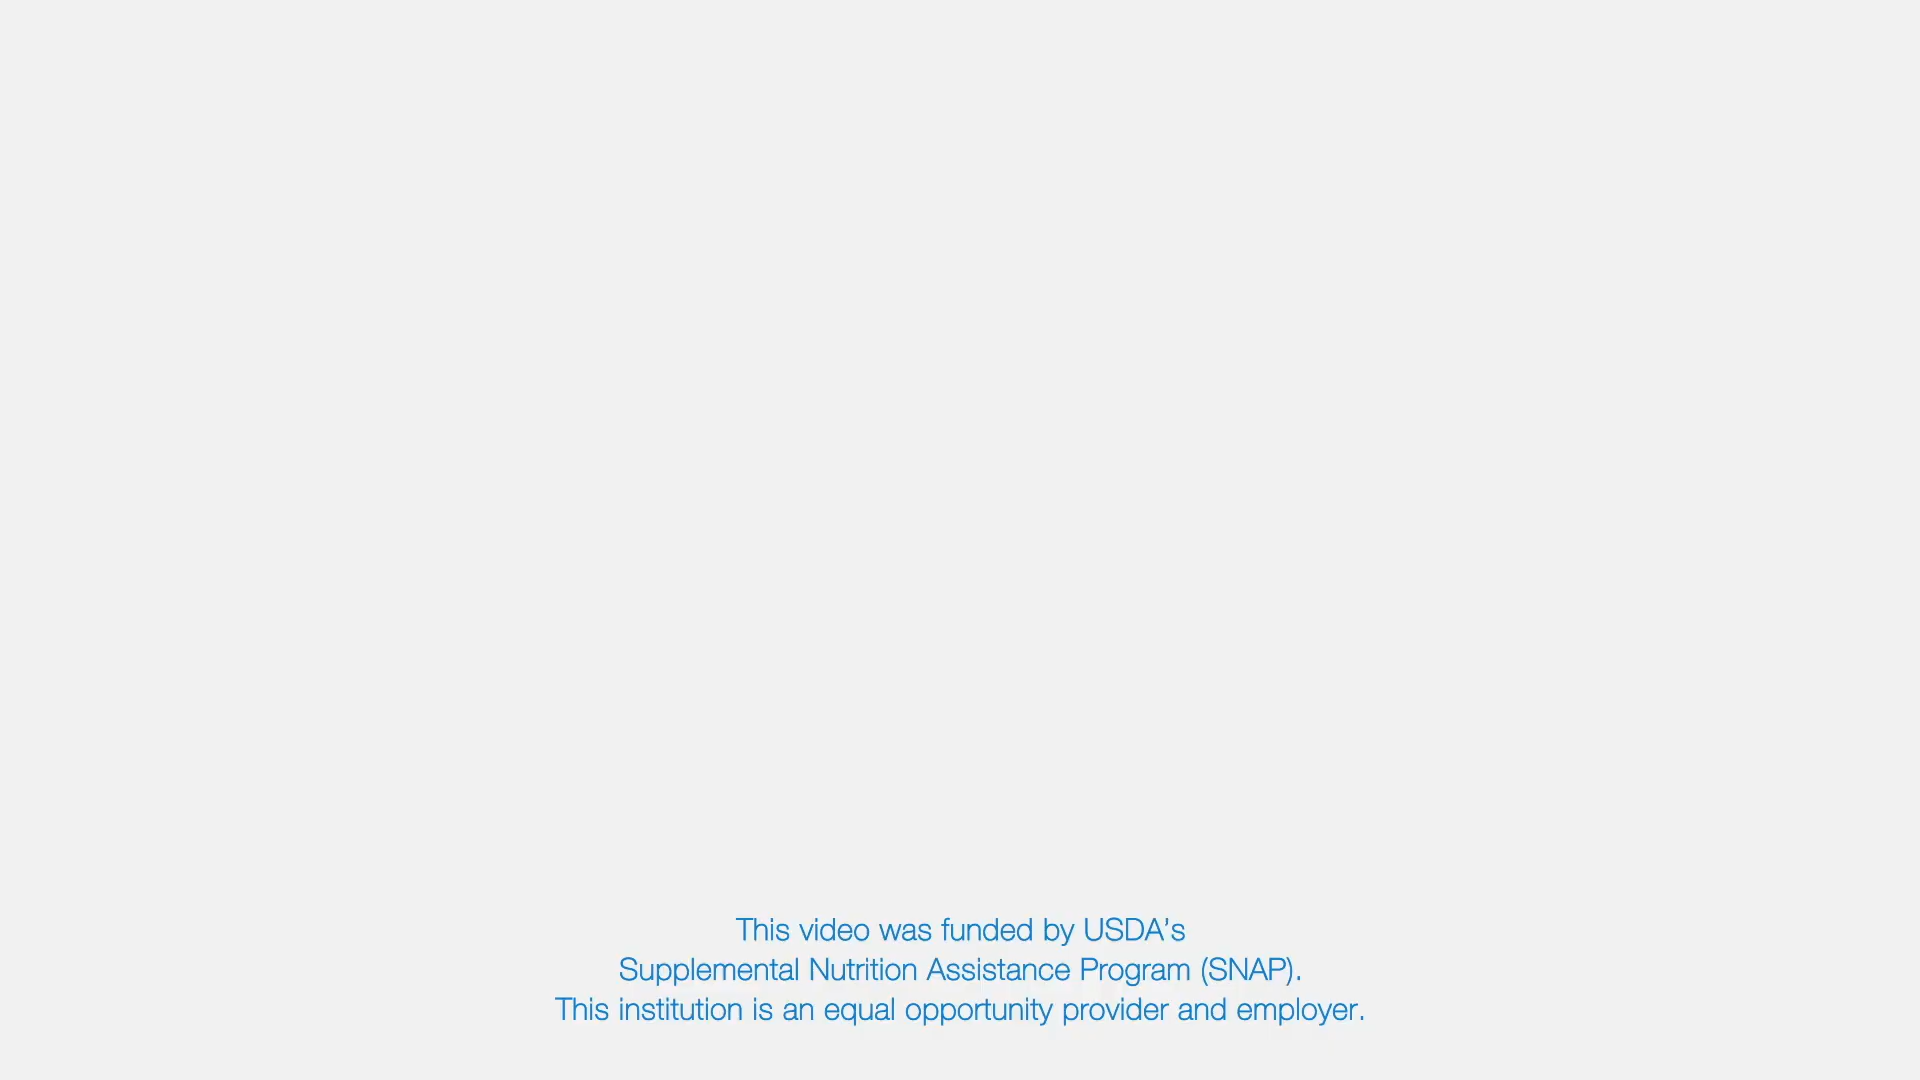 This video was funded by USDA’s
Supplemental Nutrition Assistance Program (SNAP).
This institution is an equal opportunity provider and employer.